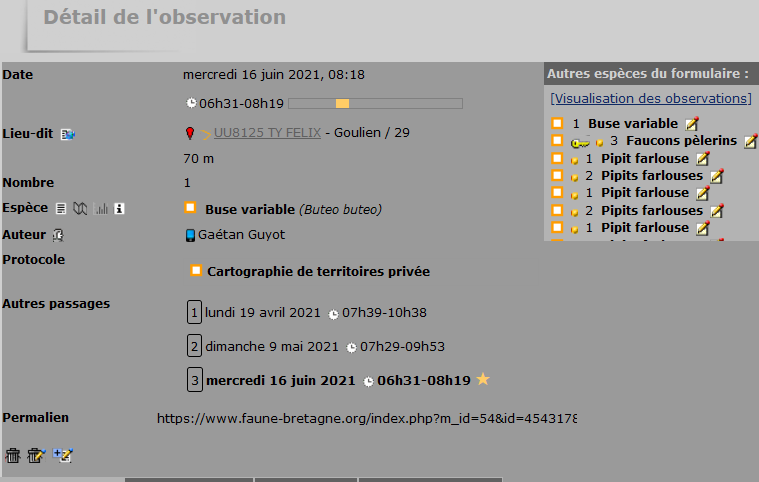 Détail de l'observation
Date mercredi 16 juin 2021, 08:18
06h31-08h19
Lieu-dit UU8125 TY FELIX - Goulien / 29
70 m
Nombre 1
Espèce Buse variable (Buteo buteo)
Auteur Gaétan Guyot
Protocole
Cartographie de territoires privée
Autres passages 1 lundi 19 avril 2021 07h39-10h38
2 dimanche 9 mai 2021 07h29-09h53
3 mercredi 16 juin 2021 06h31-08h19
Permalien https://www.faune-bretagne.org/index.php?m_id=54&id=4543178
Autres espèces du formulaire :
[Visualisation des observations]
1 Buse variable
3 Faucons pèlerins
1 Pipit farlouse
2 Pipits farlouses
1 Pipit farlouse
2 Pipits farlouses
1 Pipit farlouse